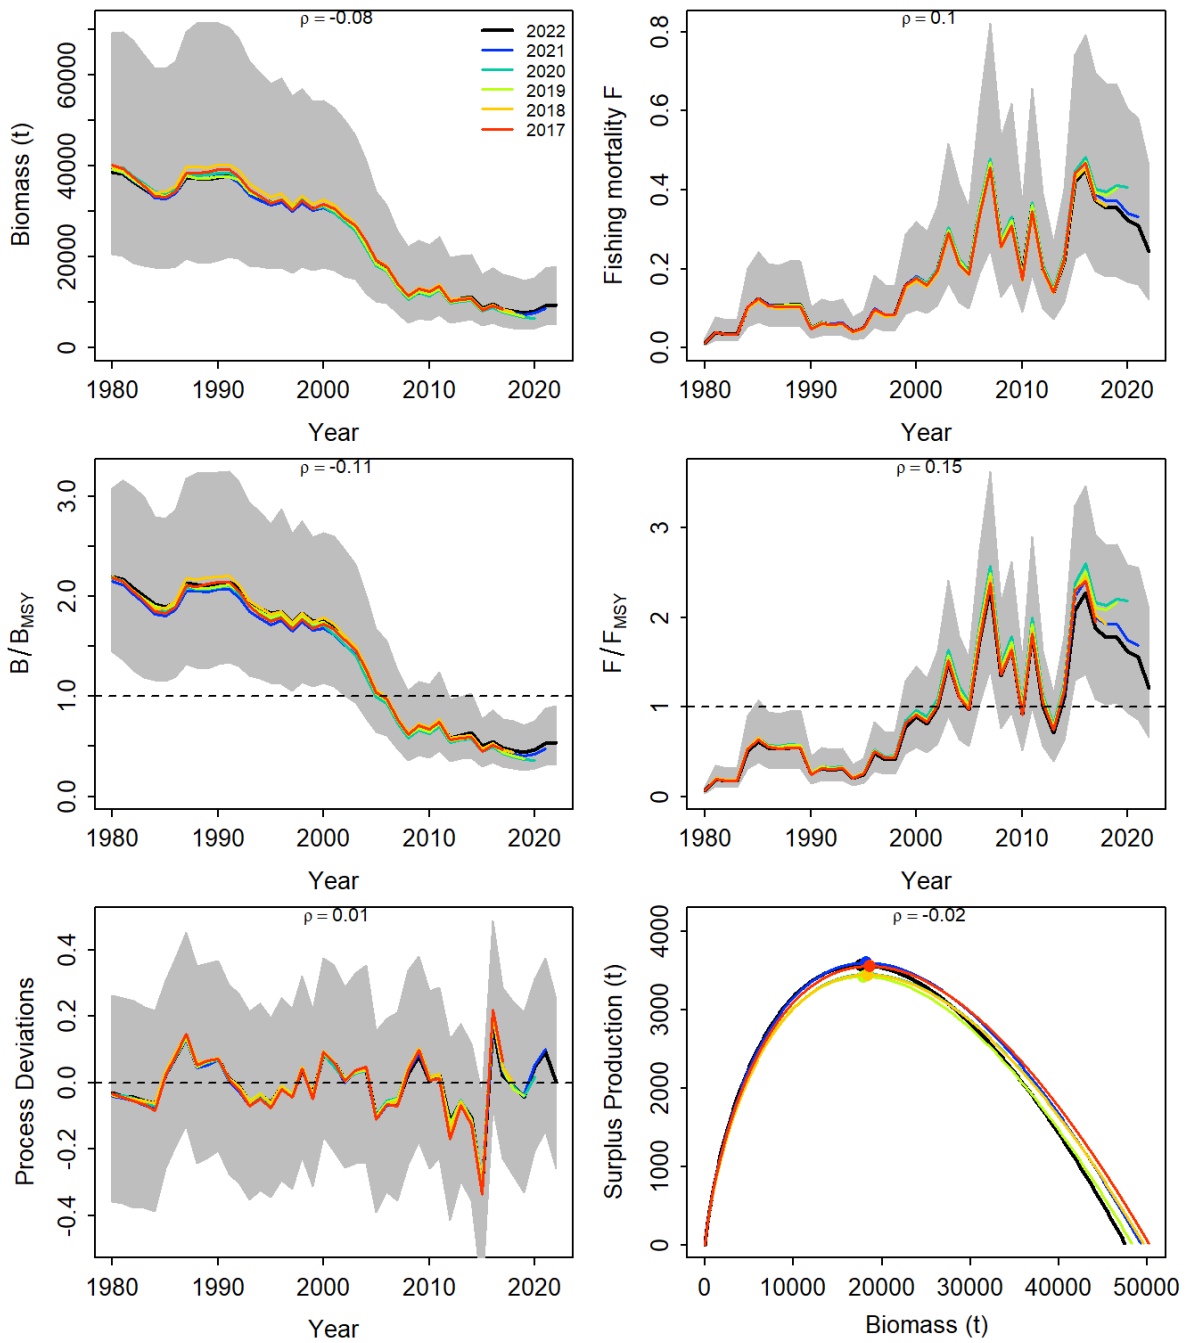 ρ = -0.08
Biomass (t)
60000
40000
20000
0
2022
2021
2020
2019
2018
2017
1980 1990 2000 2010 2020
Year
ρ = 0.1
Fishing mortality F
0.8
0.6
0.4
0.2
0.0
1980 1990 2000 2010 2020
Year
ρ = -0.11
B/B_MSY
3.0
2.0
1.0
0.0
1980 1990 2000 2010 2020
Year
ρ = 0.15
F/F_MSY
3
2
1
0
1980 1990 2000 2010 2020
Year
ρ = 0.01
Process Deviations
0.4
0.2
0.0
-0.2
-0.4
1980 1990 2000 2010 2020
Year
ρ = -0.02
Surplus Production (t)
4000
3000
2000
1000
0
0 10000 20000 30000 40000 50000
Biomass (t)